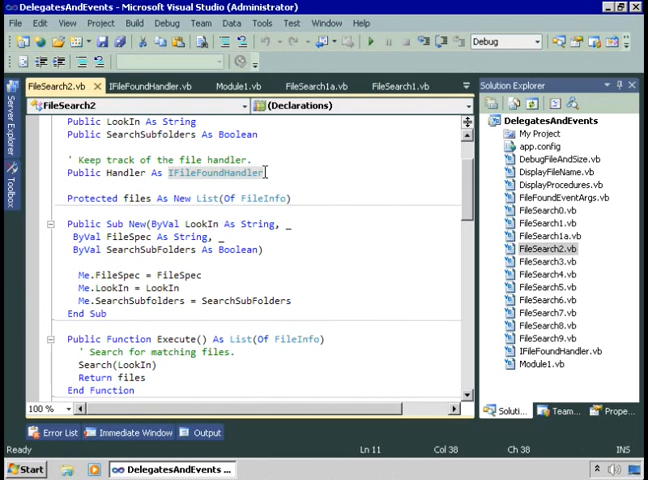 DelegatesAndEvents - Microsoft Visual Studio (Administrator)
File Edit View Project Build Debug Team Data Tools Test Window Help
Debug
FileSearch2.vb IFileFoundHandler.vb Module1.vb FileSearch1a.vb FileSearch1.vb
FileSearch2 (Declarations)
Public LookIn As String
Public SearchSubfolders As Boolean
' Keep track of the file handler.
Public Handler As IFileFoundHandler
Protected files As New List(Of FileInfo)
Public Sub New(ByVal LookIn As String, _
ByVal FileSpec As String, _
ByVal SearchSubFolders As Boolean)
Me.FileSpec = FileSpec
Me.LookIn = LookIn
Me.SearchSubfolders = SearchSubFolders
End Sub
Public Function Execute() As List(Of FileInfo)
' Search for matching files.
Search(LookIn)
Return files
End Function
100 %
Server Explorer
Toolbox
Solution Explorer
DelegatesAndEvents
My Project
app.config
DebugFileAndSize.vb
DisplayFileName.vb
DisplayProcedures.vb
FileFoundEventArgs.vb
FileSearch0.vb
FileSearch1.vb
FileSearch1a.vb
FileSearch2.vb
FileSearch3.vb
FileSearch4.vb
FileSearch5.vb
FileSearch6.vb
FileSearch7.vb
FileSearch8.vb
FileSearch9.vb
IFileFoundHandler.vb
Module1.vb
Soluti... Team... Prope...
Error List Immediate Window Output
Ready Ln 11 Col 38 Ch 38 INS
Start DelegatesAndEvents ...